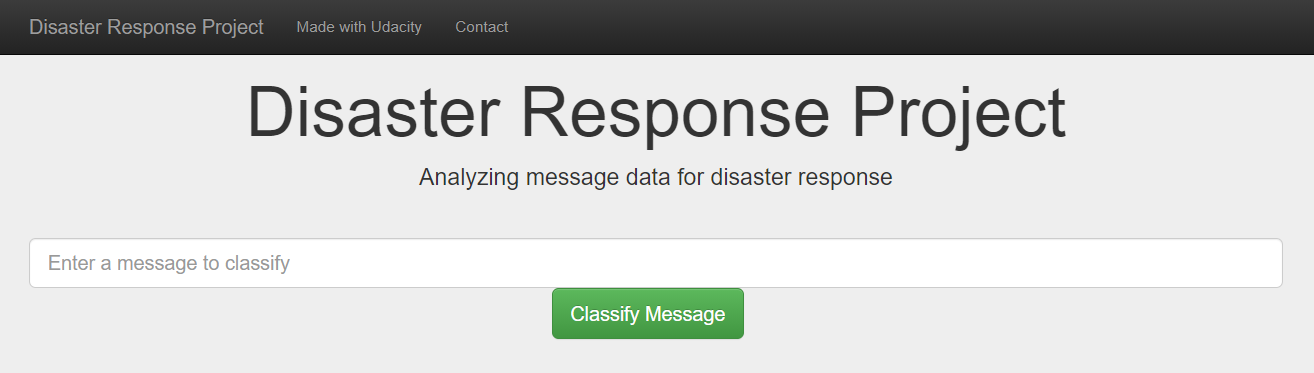 Disaster Response Project Made with Udacity Contact
Disaster Response Project
Analyzing message data for disaster response
Enter a message to classify
Classify Message